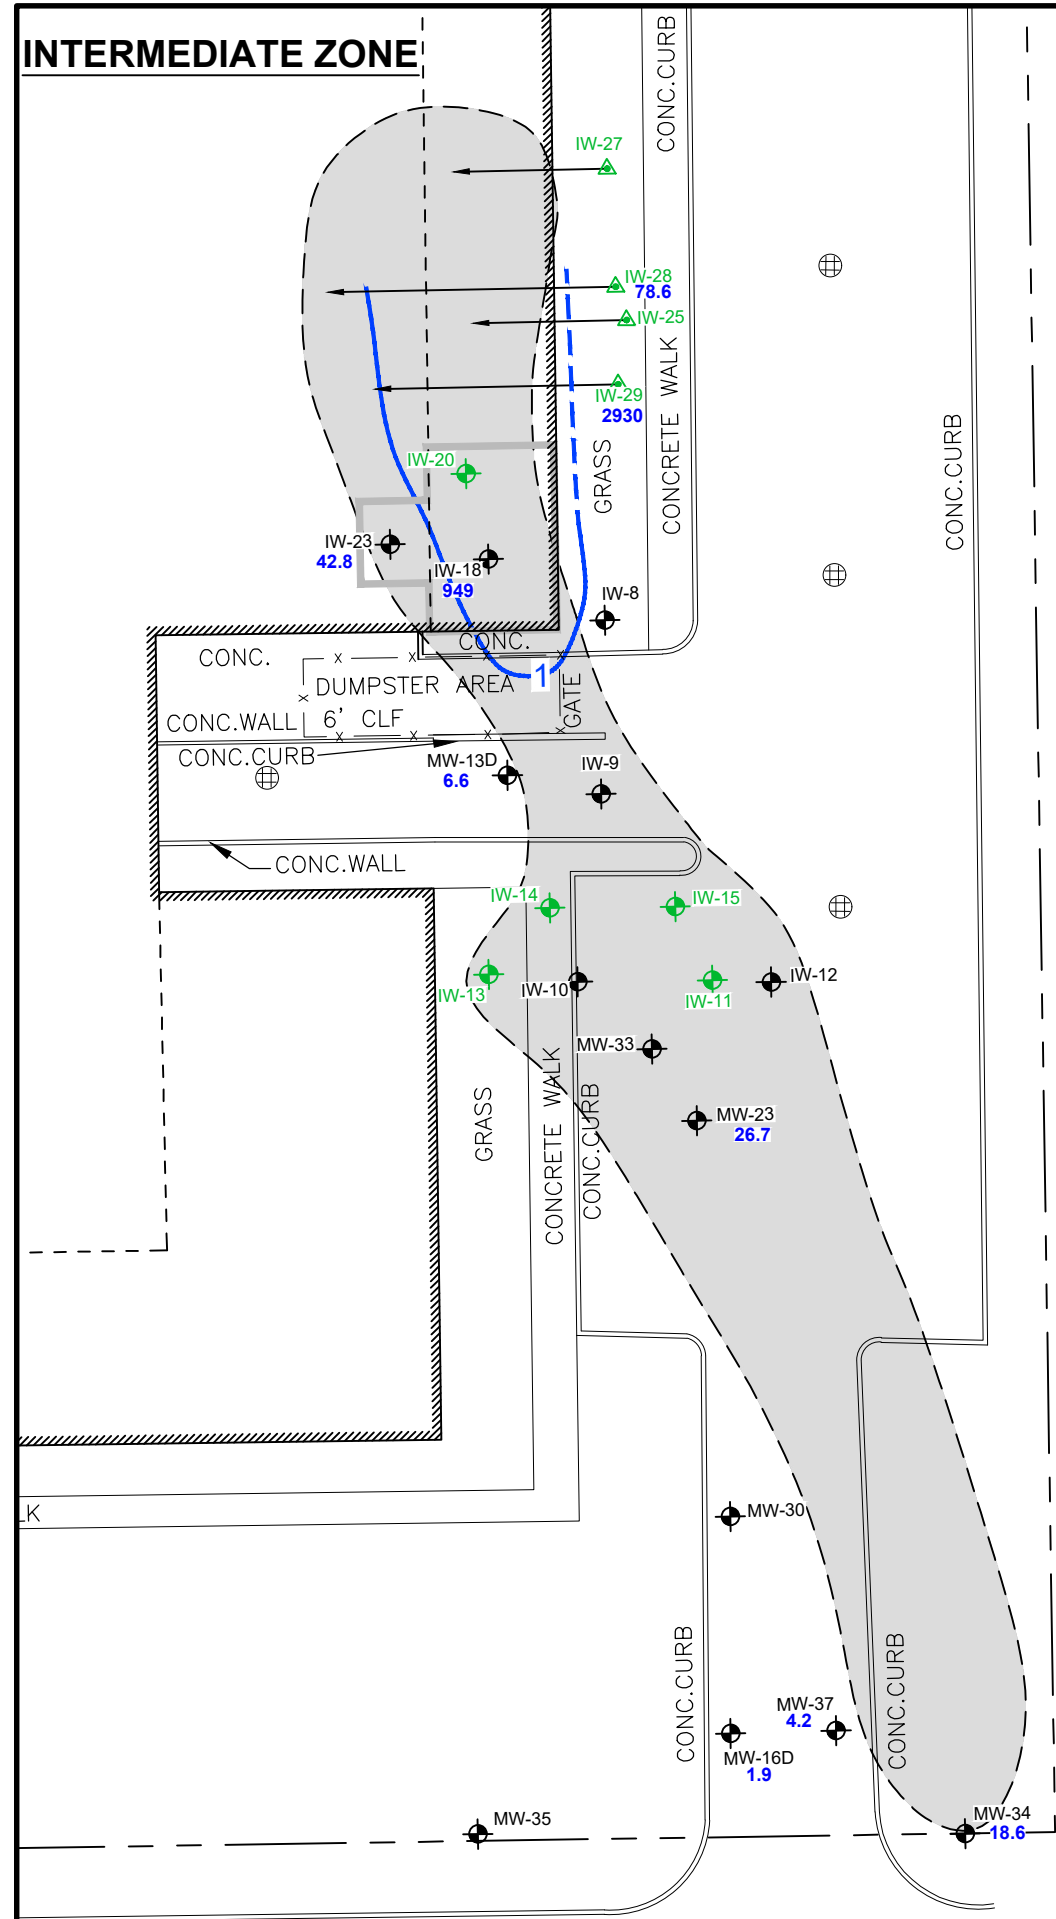 INTERMEDIATE ZONE
CONC.CURB
IW-27
IW-28
78.6
IW-25
IW-29
2930
CONCRETE WALK
GRASS
CONC.CURB
IW-20
IW-23
42.8
IW-18
949
IW-8
CONC.
CONC.
1
DUMPSTER AREA
GATE
CONC.WALL
6' CLF
CONC.CURB
MW-13D
6.6
IW-9
CONC.WALL
IW-14
IW-15
IW-13
IW-10
IW-11
IW-12
MW-33
MW-23
26.7
GRASS
CONCRETE WALK
CONC.CURB
LK
MW-30
CONC.CURB
CONC.CURB
MW-37
4.2
MW-16D
1.9
MW-35
MW-34
18.6